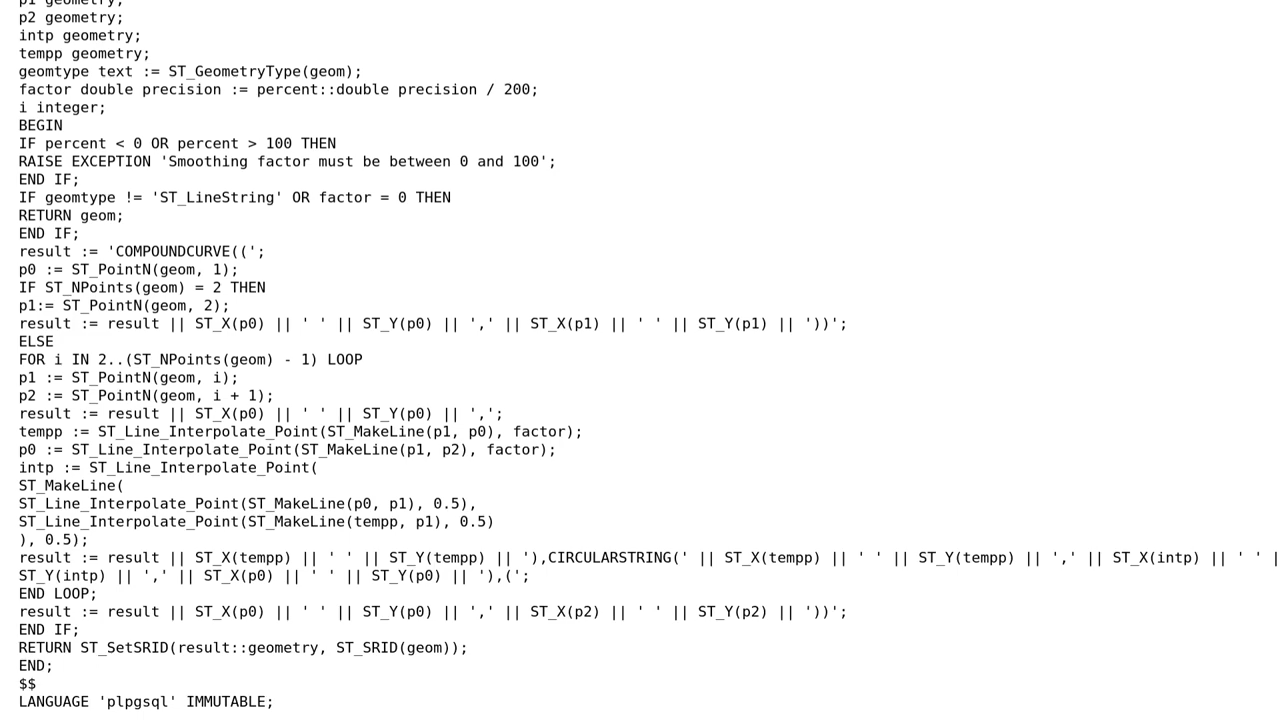 p1 geometry;
p2 geometry;
intp geometry;
tempp geometry;
geomtype text := ST_GeometryType(geom);
factor double precision := percent::double precision / 200;
i integer;
BEGIN
IF percent < 0 OR percent > 100 THEN
RAISE EXCEPTION 'Smoothing factor must be between 0 and 100';
END IF;
IF geomtype != 'ST_LineString' OR factor = 0 THEN
RETURN geom;
END IF;
result := 'COMPOUNDCURVE((';
p0 := ST_PointN(geom, 1);
IF ST_NPoints(geom) = 2 THEN
p1:= ST_PointN(geom, 2);
result := result || ST_X(p0) || ' ' || ST_Y(p0) || ',' || ST_X(p1) || ' ' || ST_Y(p1) || '))';
ELSE
FOR i IN 2..(ST_NPoints(geom) - 1) LOOP
p1 := ST_PointN(geom, i);
p2 := ST_PointN(geom, i + 1);
result := result || ST_X(p0) || ' ' || ST_Y(p0) || ',';
tempp := ST_Line_Interpolate_Point(ST_MakeLine(p1, p0), factor);
p0 := ST_Line_Interpolate_Point(ST_MakeLine(p1, p2), factor);
intp := ST_Line_Interpolate_Point(
ST_MakeLine(
ST_Line_Interpolate_Point(ST_MakeLine(p0, p1), 0.5),
ST_Line_Interpolate_Point(ST_MakeLine(tempp, p1), 0.5)
), 0.5);
result := result || ST_X(tempp) || ' ' || ST_Y(tempp) || '),CIRCULARSTRING(' || ST_X(tempp) || ' ' || ST_Y(tempp) || ',' || ST_X(intp) || ' ' |
ST_Y(intp) || ',' || ST_X(p0) || ' ' || ST_Y(p0) || '),(';
END LOOP;
result := result || ST_X(p0) || ' ' || ST_Y(p0) || ',' || ST_X(p2) || ' ' || ST_Y(p2) || '))';
END IF;
RETURN ST_SetSRID(result::geometry, ST_SRID(geom));
END;
$$
LANGUAGE 'plpgsql' IMMUTABLE;